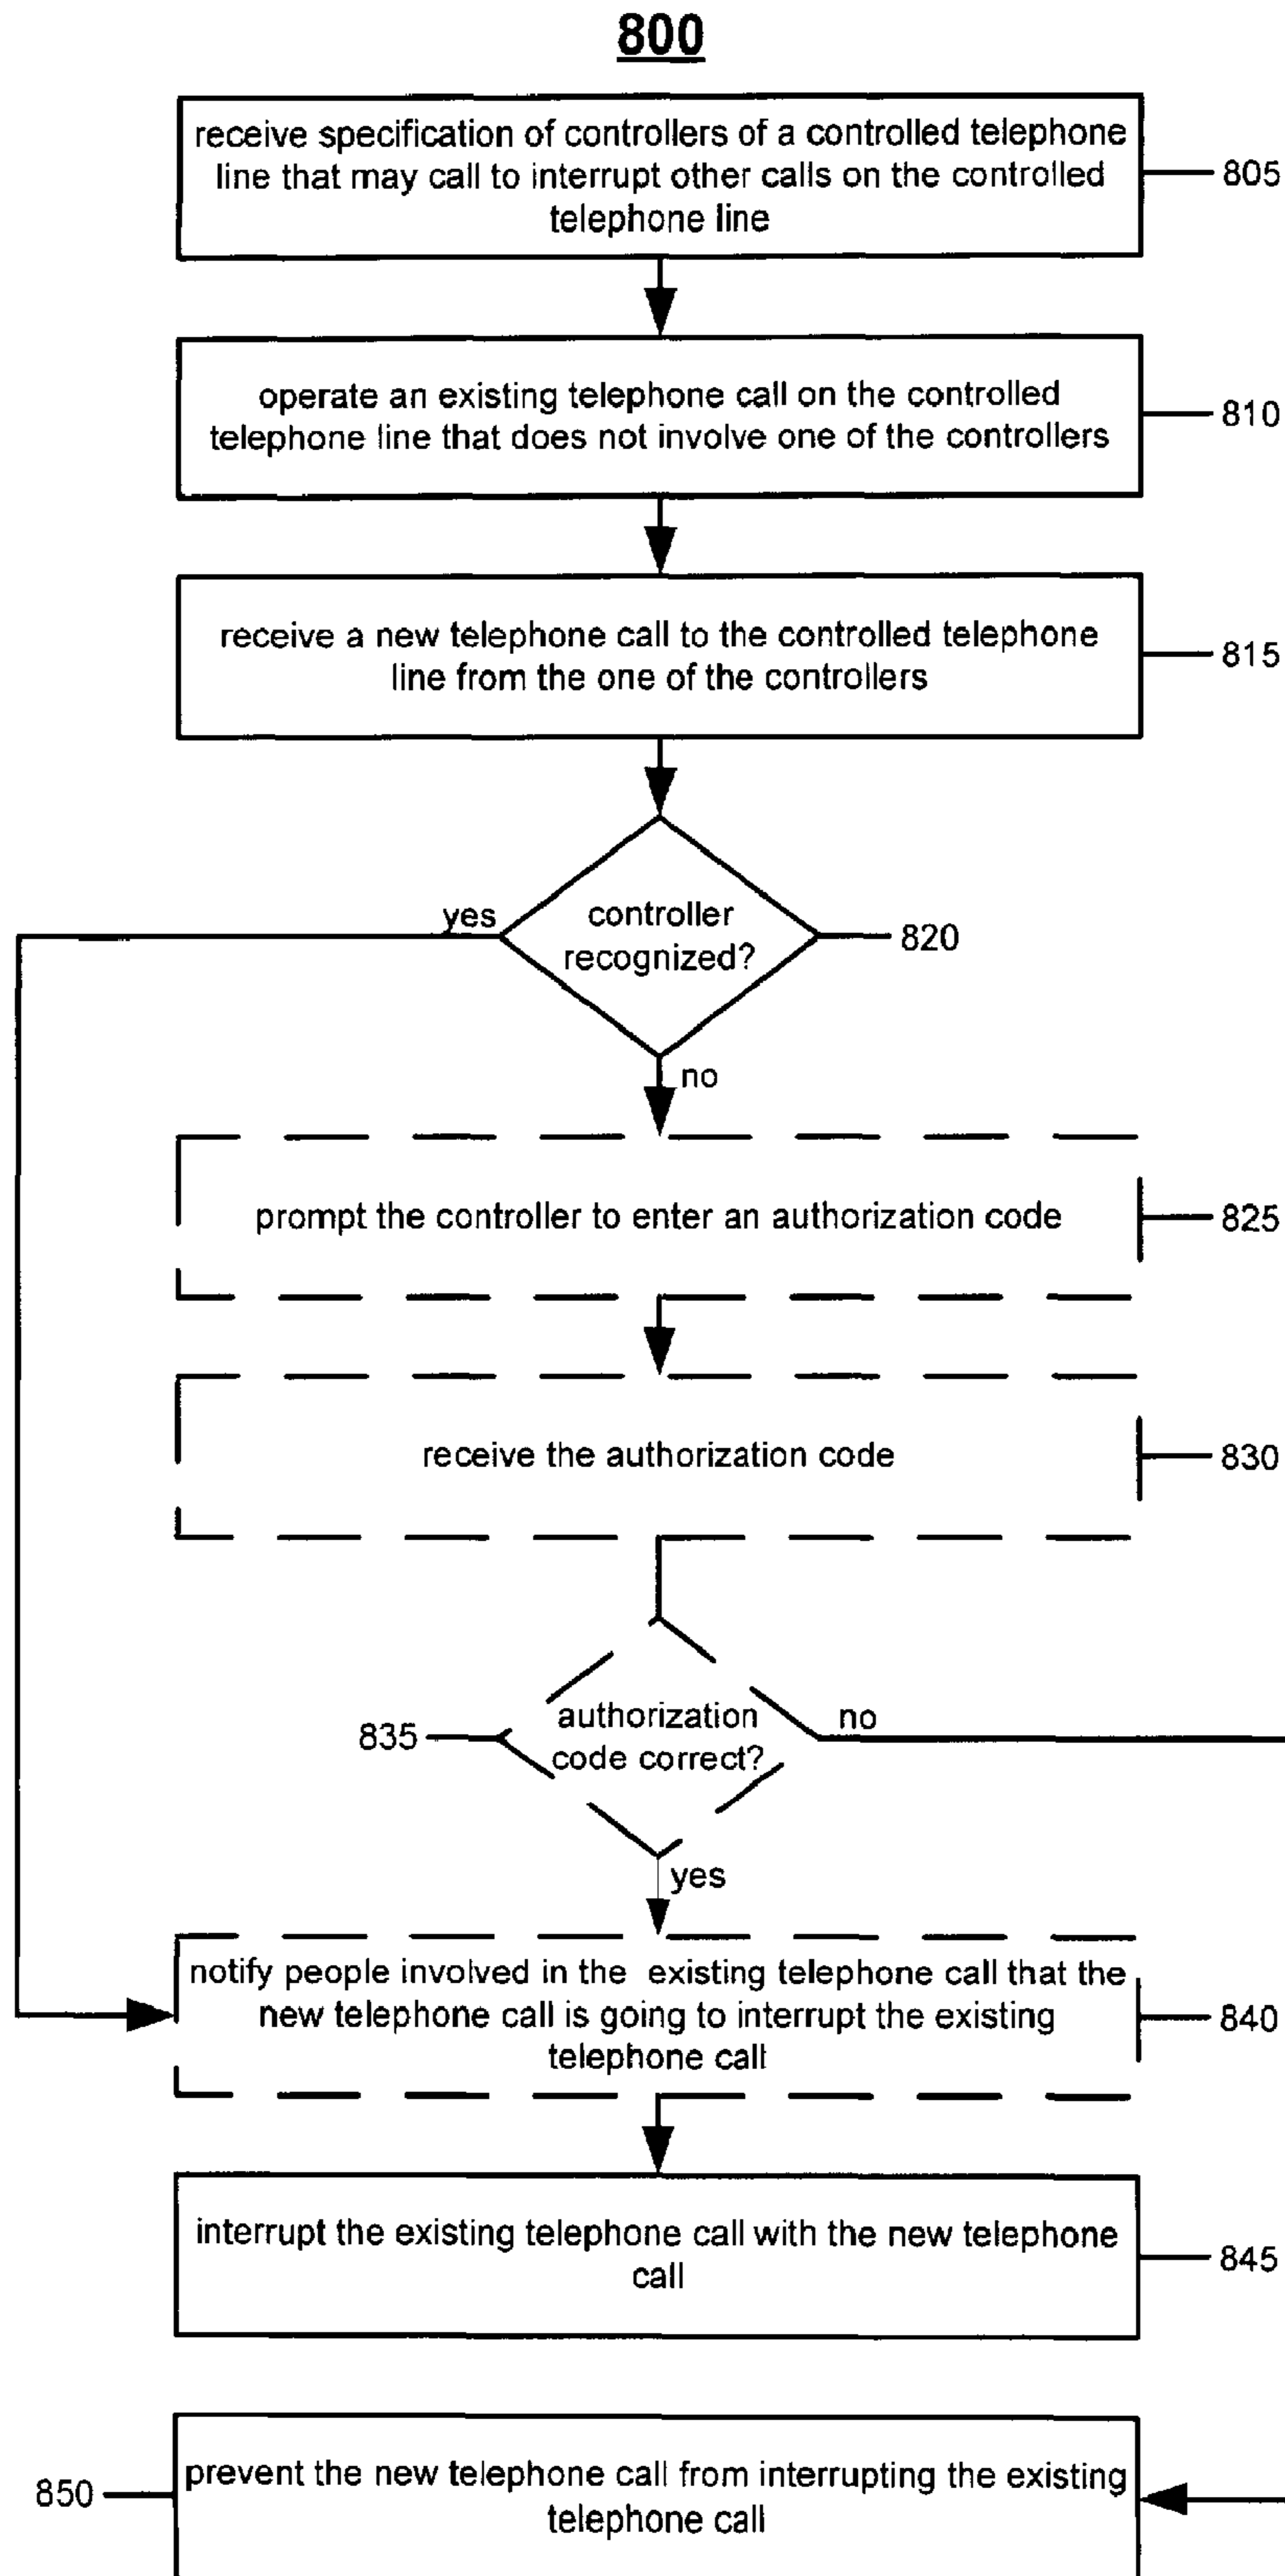 800
receive specification of controllers of a controlled telephone
line that may call to interrupt other calls on the controlled
telephone line
805
operate an existing telephone call on the controlled
telephone line that does not involve one of the controllers
810
receive a new telephone call to the controlled telephone
line from the one of the controllers
815
yes
controller
recognized?
820
no
prompt the controller to enter an authorization code
825
receive the authorization code
830
835
authorization
code correct?
no
yes
notify people involved in the existing telephone call that the
new telephone call is going to interrupt the existing
telephone call
840
interrupt the existing telephone call with the new telephone
call
845
850
prevent the new telephone call from interrupting the existing
telephone call